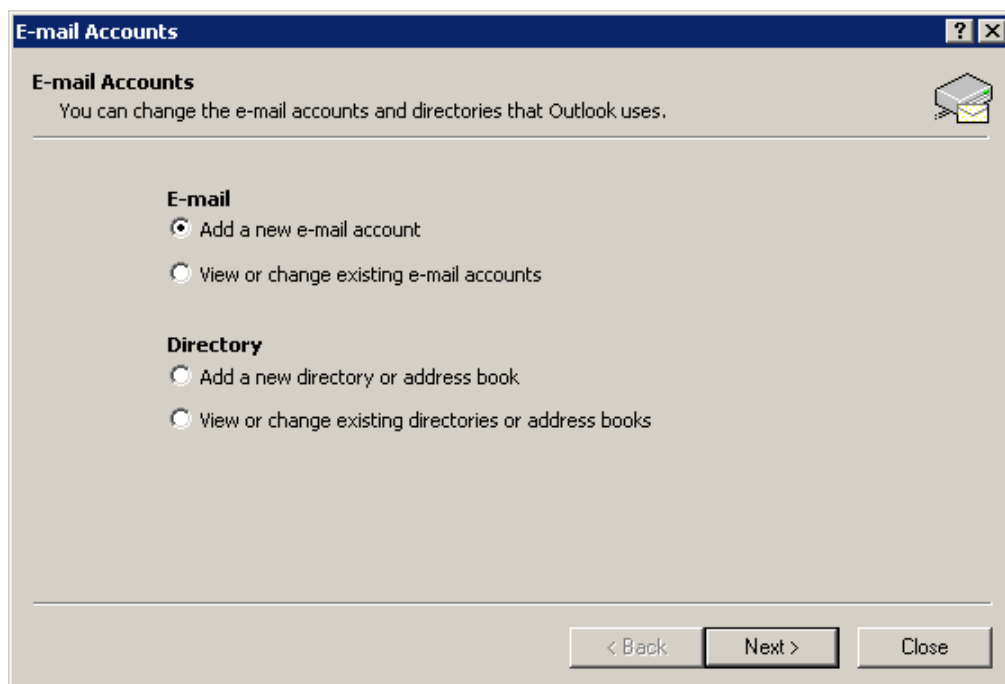 E-mail Accounts
E-mail Accounts
You can change the e-mail accounts and directories that Outlook uses.
E-mail
Add a new e-mail account
View or change existing e-mail accounts
Directory
Add a new directory or address book
View or change existing directories or address books
< Back Next > Close